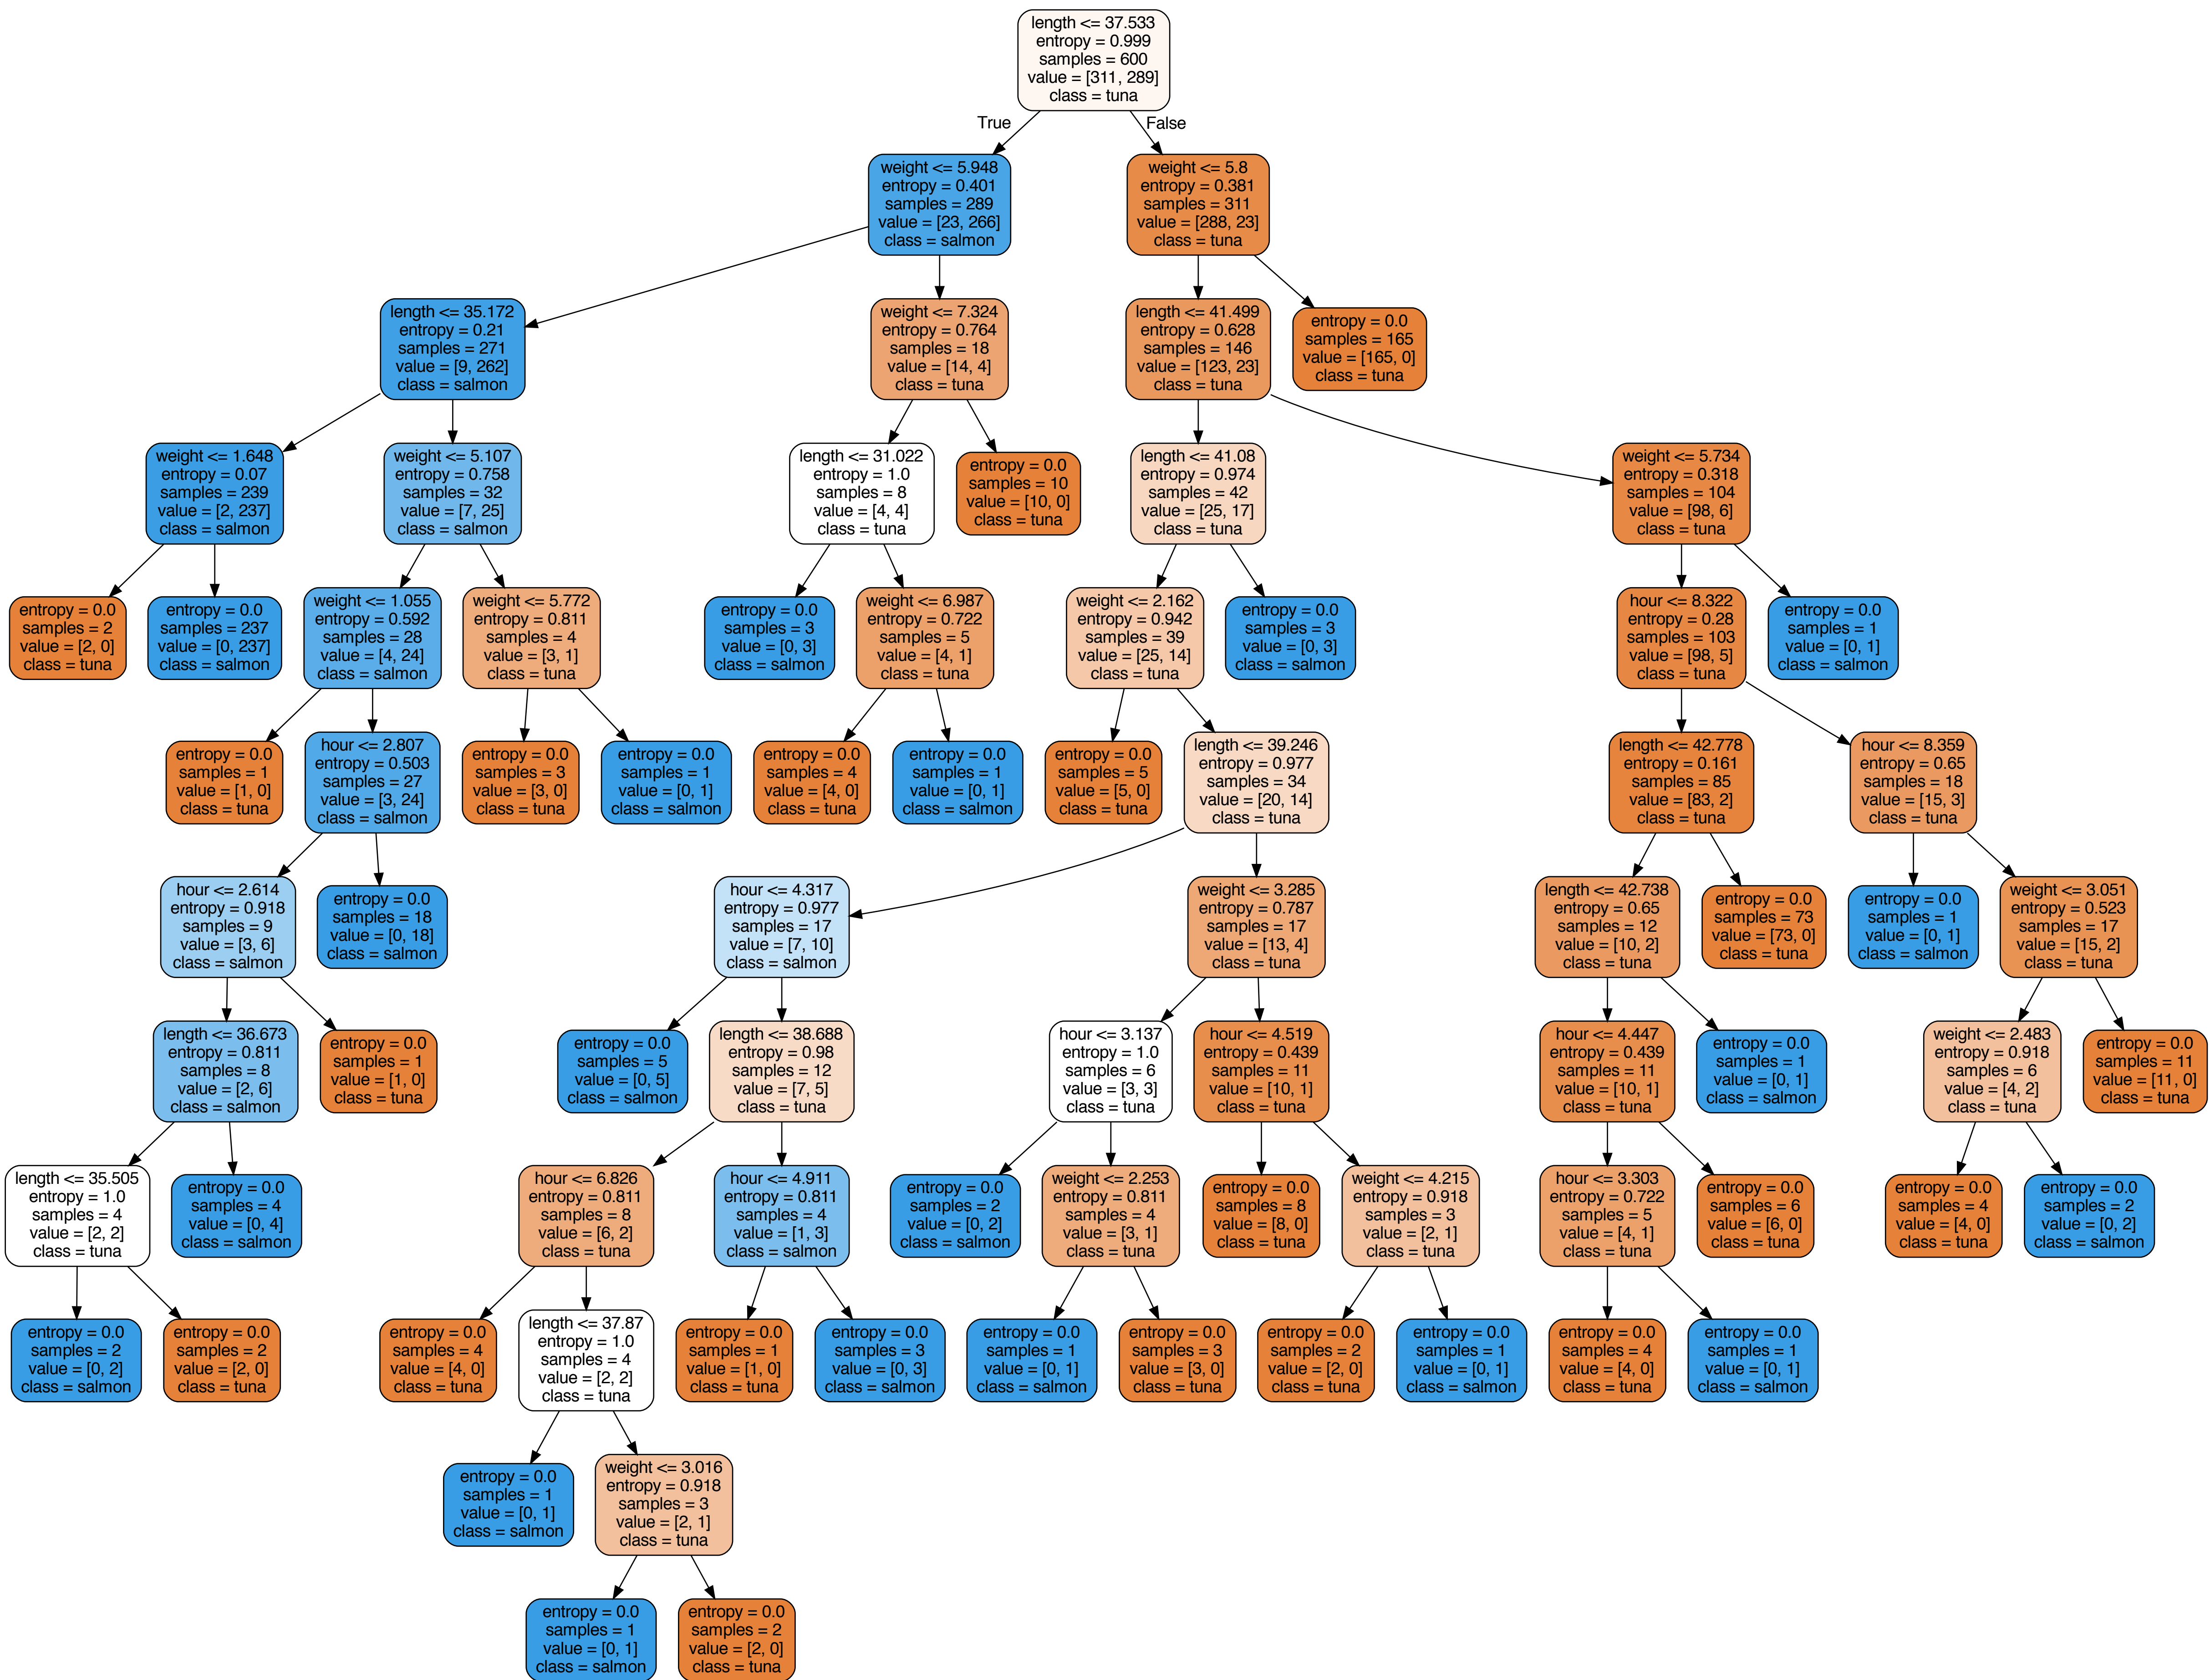 length <= 37.533
entropy = 0.999
samples = 600
value = [311, 289]
class = tuna
True
False
weight <= 5.948
entropy = 0.401
samples = 289
value = [23, 266]
class = salmon
weight <= 5.8
entropy = 0.381
samples = 311
value = [288, 23]
class = tuna
length <= 35.172
entropy = 0.21
samples = 271
value = [9, 262]
class = salmon
weight <= 7.324
entropy = 0.764
samples = 18
value = [14, 4]
class = tuna
length <= 41.499
entropy = 0.628
samples = 146
value = [123, 23]
class = tuna
entropy = 0.0
samples = 165
value = [165, 0]
class = tuna
weight <= 1.648
entropy = 0.07
samples = 239
value = [2, 237]
class = salmon
weight <= 5.107
entropy = 0.758
samples = 32
value = [7, 25]
class = salmon
length <= 31.022
entropy = 1.0
samples = 8
value = [4, 4]
class = tuna
entropy = 0.0
samples = 10
value = [10, 0]
class = tuna
length <= 41.08
entropy = 0.974
samples = 42
value = [25, 17]
class = tuna
weight <= 5.734
entropy = 0.318
samples = 104
value = [98, 6]
class = tuna
entropy = 0.0
samples = 2
value = [2, 0]
class = tuna
entropy = 0.0
samples = 237
value = [0, 237]
class = salmon
weight <= 1.055
entropy = 0.592
samples = 28
value = [4, 24]
class = salmon
weight <= 5.772
entropy = 0.811
samples = 4
value = [3, 1]
class = tuna
entropy = 0.0
samples = 3
value = [0, 3]
class = salmon
weight <= 6.987
entropy = 0.722
samples = 5
value = [4, 1]
class = tuna
weight <= 2.162
entropy = 0.942
samples = 39
value = [25, 14]
class = tuna
entropy = 0.0
samples = 3
value = [0, 3]
class = salmon
hour <= 8.322
entropy = 0.28
samples = 103
value = [98, 5]
class = tuna
entropy = 0.0
samples = 1
value = [0, 1]
class = salmon
entropy = 0.0
samples = 1
value = [1, 0]
class = tuna
hour <= 2.807
entropy = 0.503
samples = 27
value = [3, 24]
class = salmon
entropy = 0.0
samples = 3
value = [3, 0]
class = tuna
entropy = 0.0
samples = 1
value = [0, 1]
class = salmon
entropy = 0.0
samples = 4
value = [4, 0]
class = tuna
entropy = 0.0
samples = 1
value = [0, 1]
class = salmon
entropy = 0.0
samples = 5
value = [5, 0]
class = tuna
length <= 39.246
entropy = 0.977
samples = 34
value = [20, 14]
class = tuna
length <= 42.778
entropy = 0.161
samples = 85
value = [83, 2]
class = tuna
hour <= 8.359
entropy = 0.65
samples = 18
value = [15, 3]
class = tuna
hour <= 2.614
entropy = 0.918
samples = 9
value = [3, 6]
class = salmon
entropy = 0.0
samples = 18
value = [0, 18]
class = salmon
hour <= 4.317
entropy = 0.977
samples = 17
value = [7, 10]
class = salmon
weight <= 3.285
entropy = 0.787
samples = 17
value = [13, 4]
class = tuna
length <= 42.738
entropy = 0.65
samples = 12
value = [10, 2]
class = tuna
entropy = 0.0
samples = 73
value = [73, 0]
class = tuna
entropy = 0.0
samples = 1
value = [0, 1]
class = salmon
weight <= 3.051
entropy = 0.523
samples = 17
value = [15, 2]
class = tuna
length <= 36.673
entropy = 0.811
samples = 8
value = [2, 6]
class = salmon
entropy = 0.0
samples = 1
value = [1, 0]
class = tuna
entropy = 0.0
samples = 5
value = [0, 5]
class = salmon
length <= 38.688
entropy = 0.98
samples = 12
value = [7, 5]
class = tuna
hour <= 3.137
entropy = 1.0
samples = 6
value = [3, 3]
class = tuna
hour <= 4.519
entropy = 0.439
samples = 11
value = [10, 1]
class = tuna
hour <= 4.447
entropy = 0.439
samples = 11
value = [10, 1]
class = tuna
entropy = 0.0
samples = 1
value = [0, 1]
class = salmon
weight <= 2.483
entropy = 0.918
samples = 6
value = [4, 2]
class = tuna
entropy = 0.0
samples = 11
value = [11, 0]
class = tuna
length <= 35.505
entropy = 1.0
samples = 4
value = [2, 2]
class = tuna
entropy = 0.0
samples = 4
value = [0, 4]
class = salmon
hour <= 6.826
entropy = 0.811
samples = 8
value = [6, 2]
class = tuna
hour <= 4.911
entropy = 0.811
samples = 4
value = [1, 3]
class = salmon
entropy = 0.0
samples = 2
value = [0, 2]
class = salmon
weight <= 2.253
entropy = 0.811
samples = 4
value = [3, 1]
class = tuna
entropy = 0.0
samples = 8
value = [8, 0]
class = tuna
weight <= 4.215
entropy = 0.918
samples = 3
value = [2, 1]
class = tuna
hour <= 3.303
entropy = 0.722
samples = 5
value = [4, 1]
class = tuna
entropy = 0.0
samples = 6
value = [6, 0]
class = tuna
entropy = 0.0
samples = 4
value = [4, 0]
class = tuna
entropy = 0.0
samples = 2
value = [0, 2]
class = salmon
entropy = 0.0
samples = 2
value = [0, 2]
class = salmon
entropy = 0.0
samples = 2
value = [2, 0]
class = tuna
entropy = 0.0
samples = 4
value = [4, 0]
class = tuna
length <= 37.87
entropy = 1.0
samples = 4
value = [2, 2]
class = tuna
entropy = 0.0
samples = 1
value = [1, 0]
class = tuna
entropy = 0.0
samples = 3
value = [0, 3]
class = salmon
entropy = 0.0
samples = 1
value = [0, 1]
class = salmon
entropy = 0.0
samples = 3
value = [3, 0]
class = tuna
entropy = 0.0
samples = 2
value = [2, 0]
class = tuna
entropy = 0.0
samples = 1
value = [0, 1]
class = salmon
entropy = 0.0
samples = 4
value = [4, 0]
class = tuna
entropy = 0.0
samples = 1
value = [0, 1]
class = salmon
entropy = 0.0
samples = 1
value = [0, 1]
class = salmon
weight <= 3.016
entropy = 0.918
samples = 3
value = [2, 1]
class = tuna
entropy = 0.0
samples = 1
value = [0, 1]
class = salmon
entropy = 0.0
samples = 2
value = [2, 0]
class = tuna